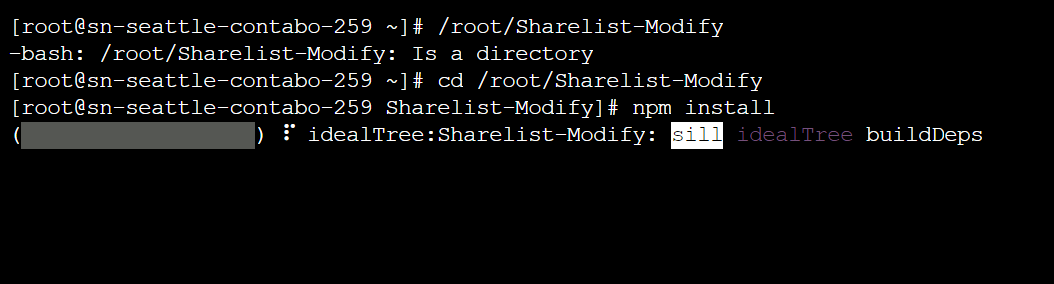 [root@sn-seattle-contabo-259 ~]# /root/Sharelist-Modify
-bash: /root/Sharelist-Modify: Is a directory
[root@sn-seattle-contabo-259 ~]# cd /root/Sharelist-Modify
[root@sn-seattle-contabo-259 Sharelist-Modify]# npm install
(                  ) ⠏ idealTree:Sharelist-Modify: sill idealTree buildDeps